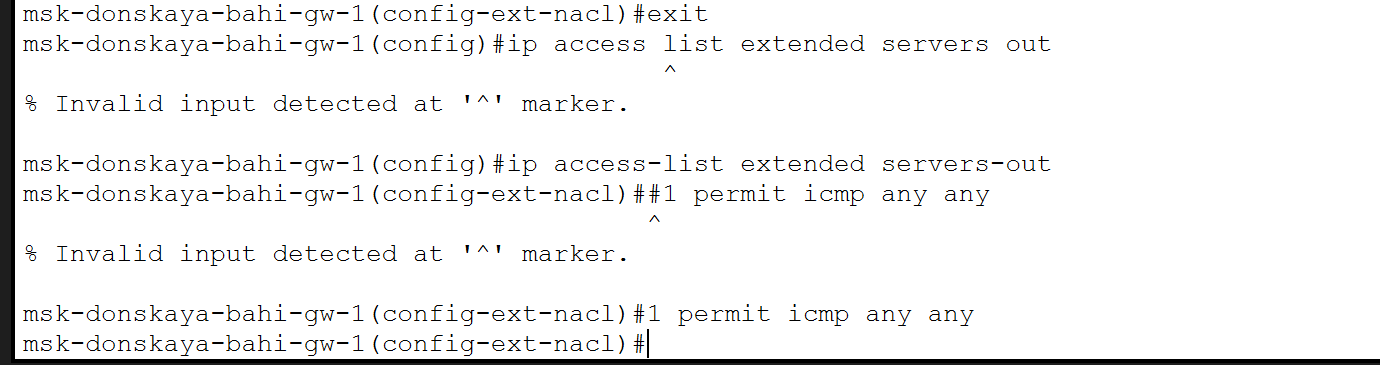 msk-donskaya-bahi-gw-1(config-ext-nacl)#exit
msk-donskaya-bahi-gw-1(config)#ip access list extended servers out
^
% Invalid input detected at '^' marker.
msk-donskaya-bahi-gw-1(config)#ip access-list extended servers-out
msk-donskaya-bahi-gw-1(config-ext-nacl)##1 permit icmp any any
^
% Invalid input detected at '^' marker.
msk-donskaya-bahi-gw-1(config-ext-nacl)#1 permit icmp any any
msk-donskaya-bahi-gw-1(config-ext-nacl)#